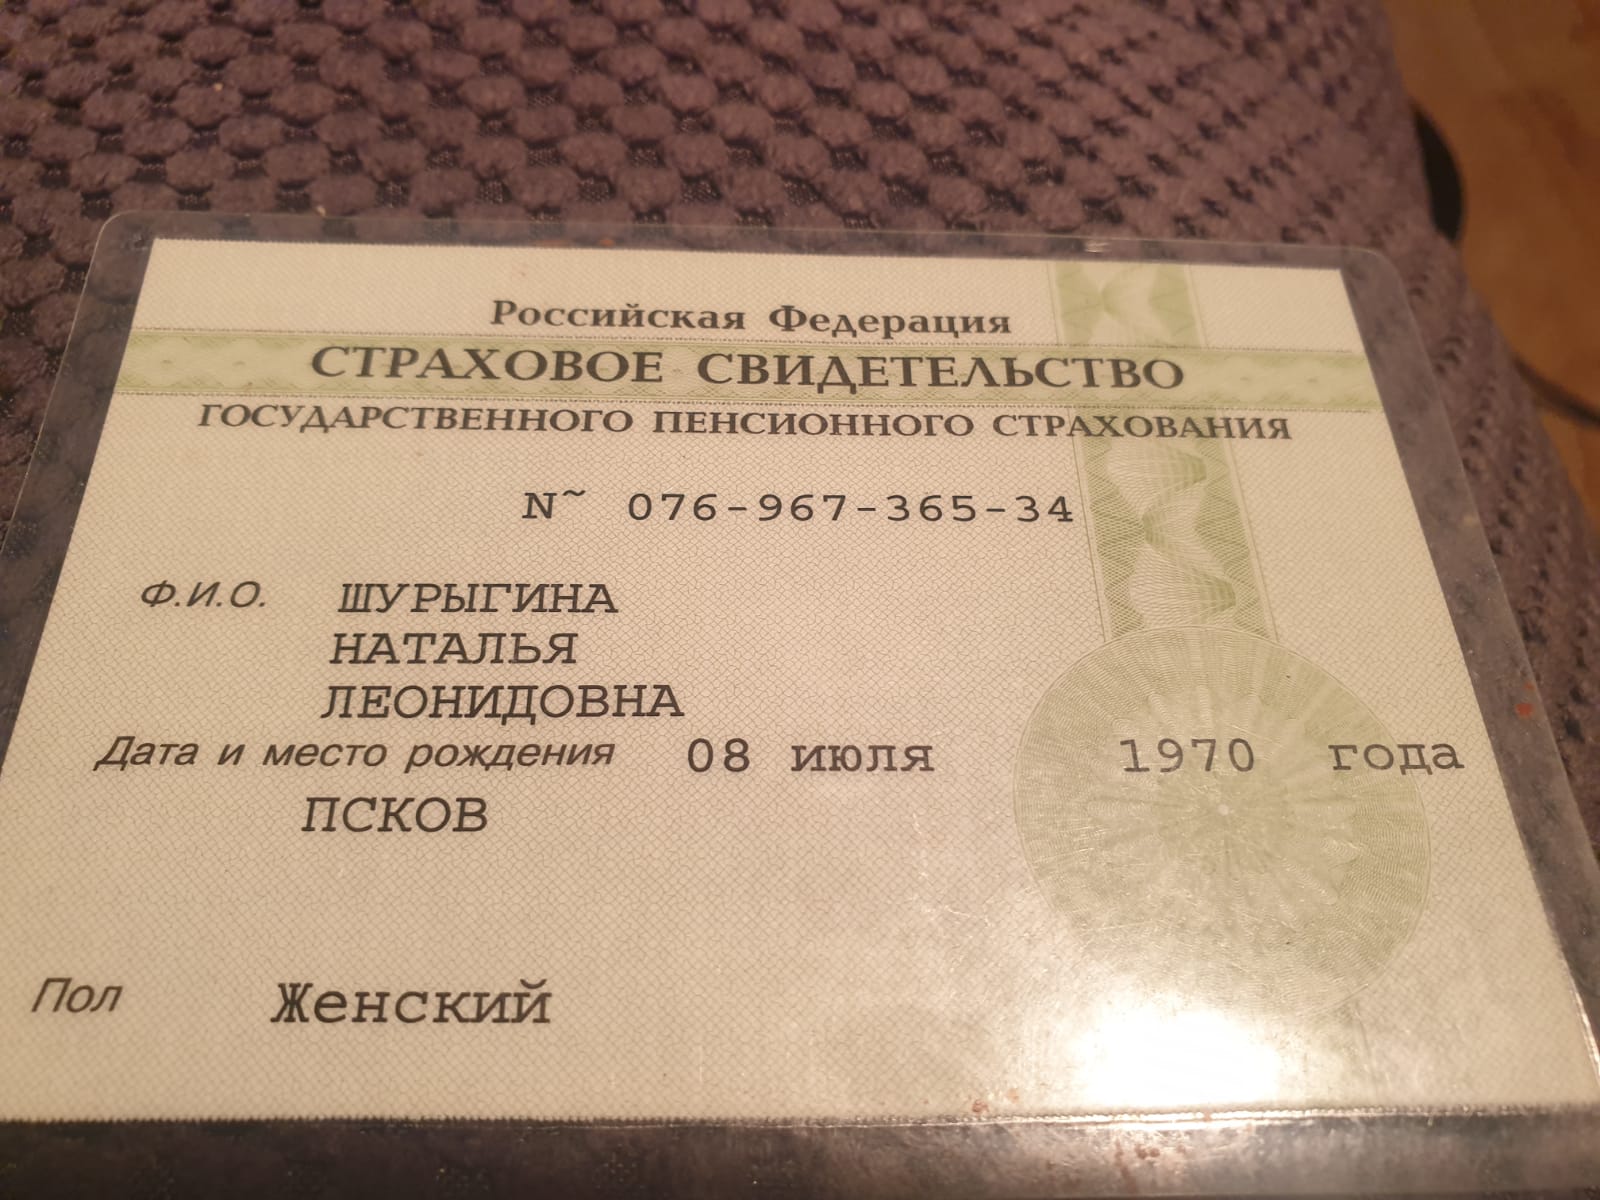 Российская Федерация
СТРАХОВОЕ СВИДЕТЕЛЬСТВО
ГОСУДАРСТВЕННОГО ПЕНСИОННОГО СТРАХОВАНИЯ
N~ 076-967-365-34
Ф.И.О. ШУРЫГИНА
НАТАЛЬЯ
ЛЕОНИДОВНА
Дата и место рождения 08 июля 1970 года
ПСКОВ
Пол Женский